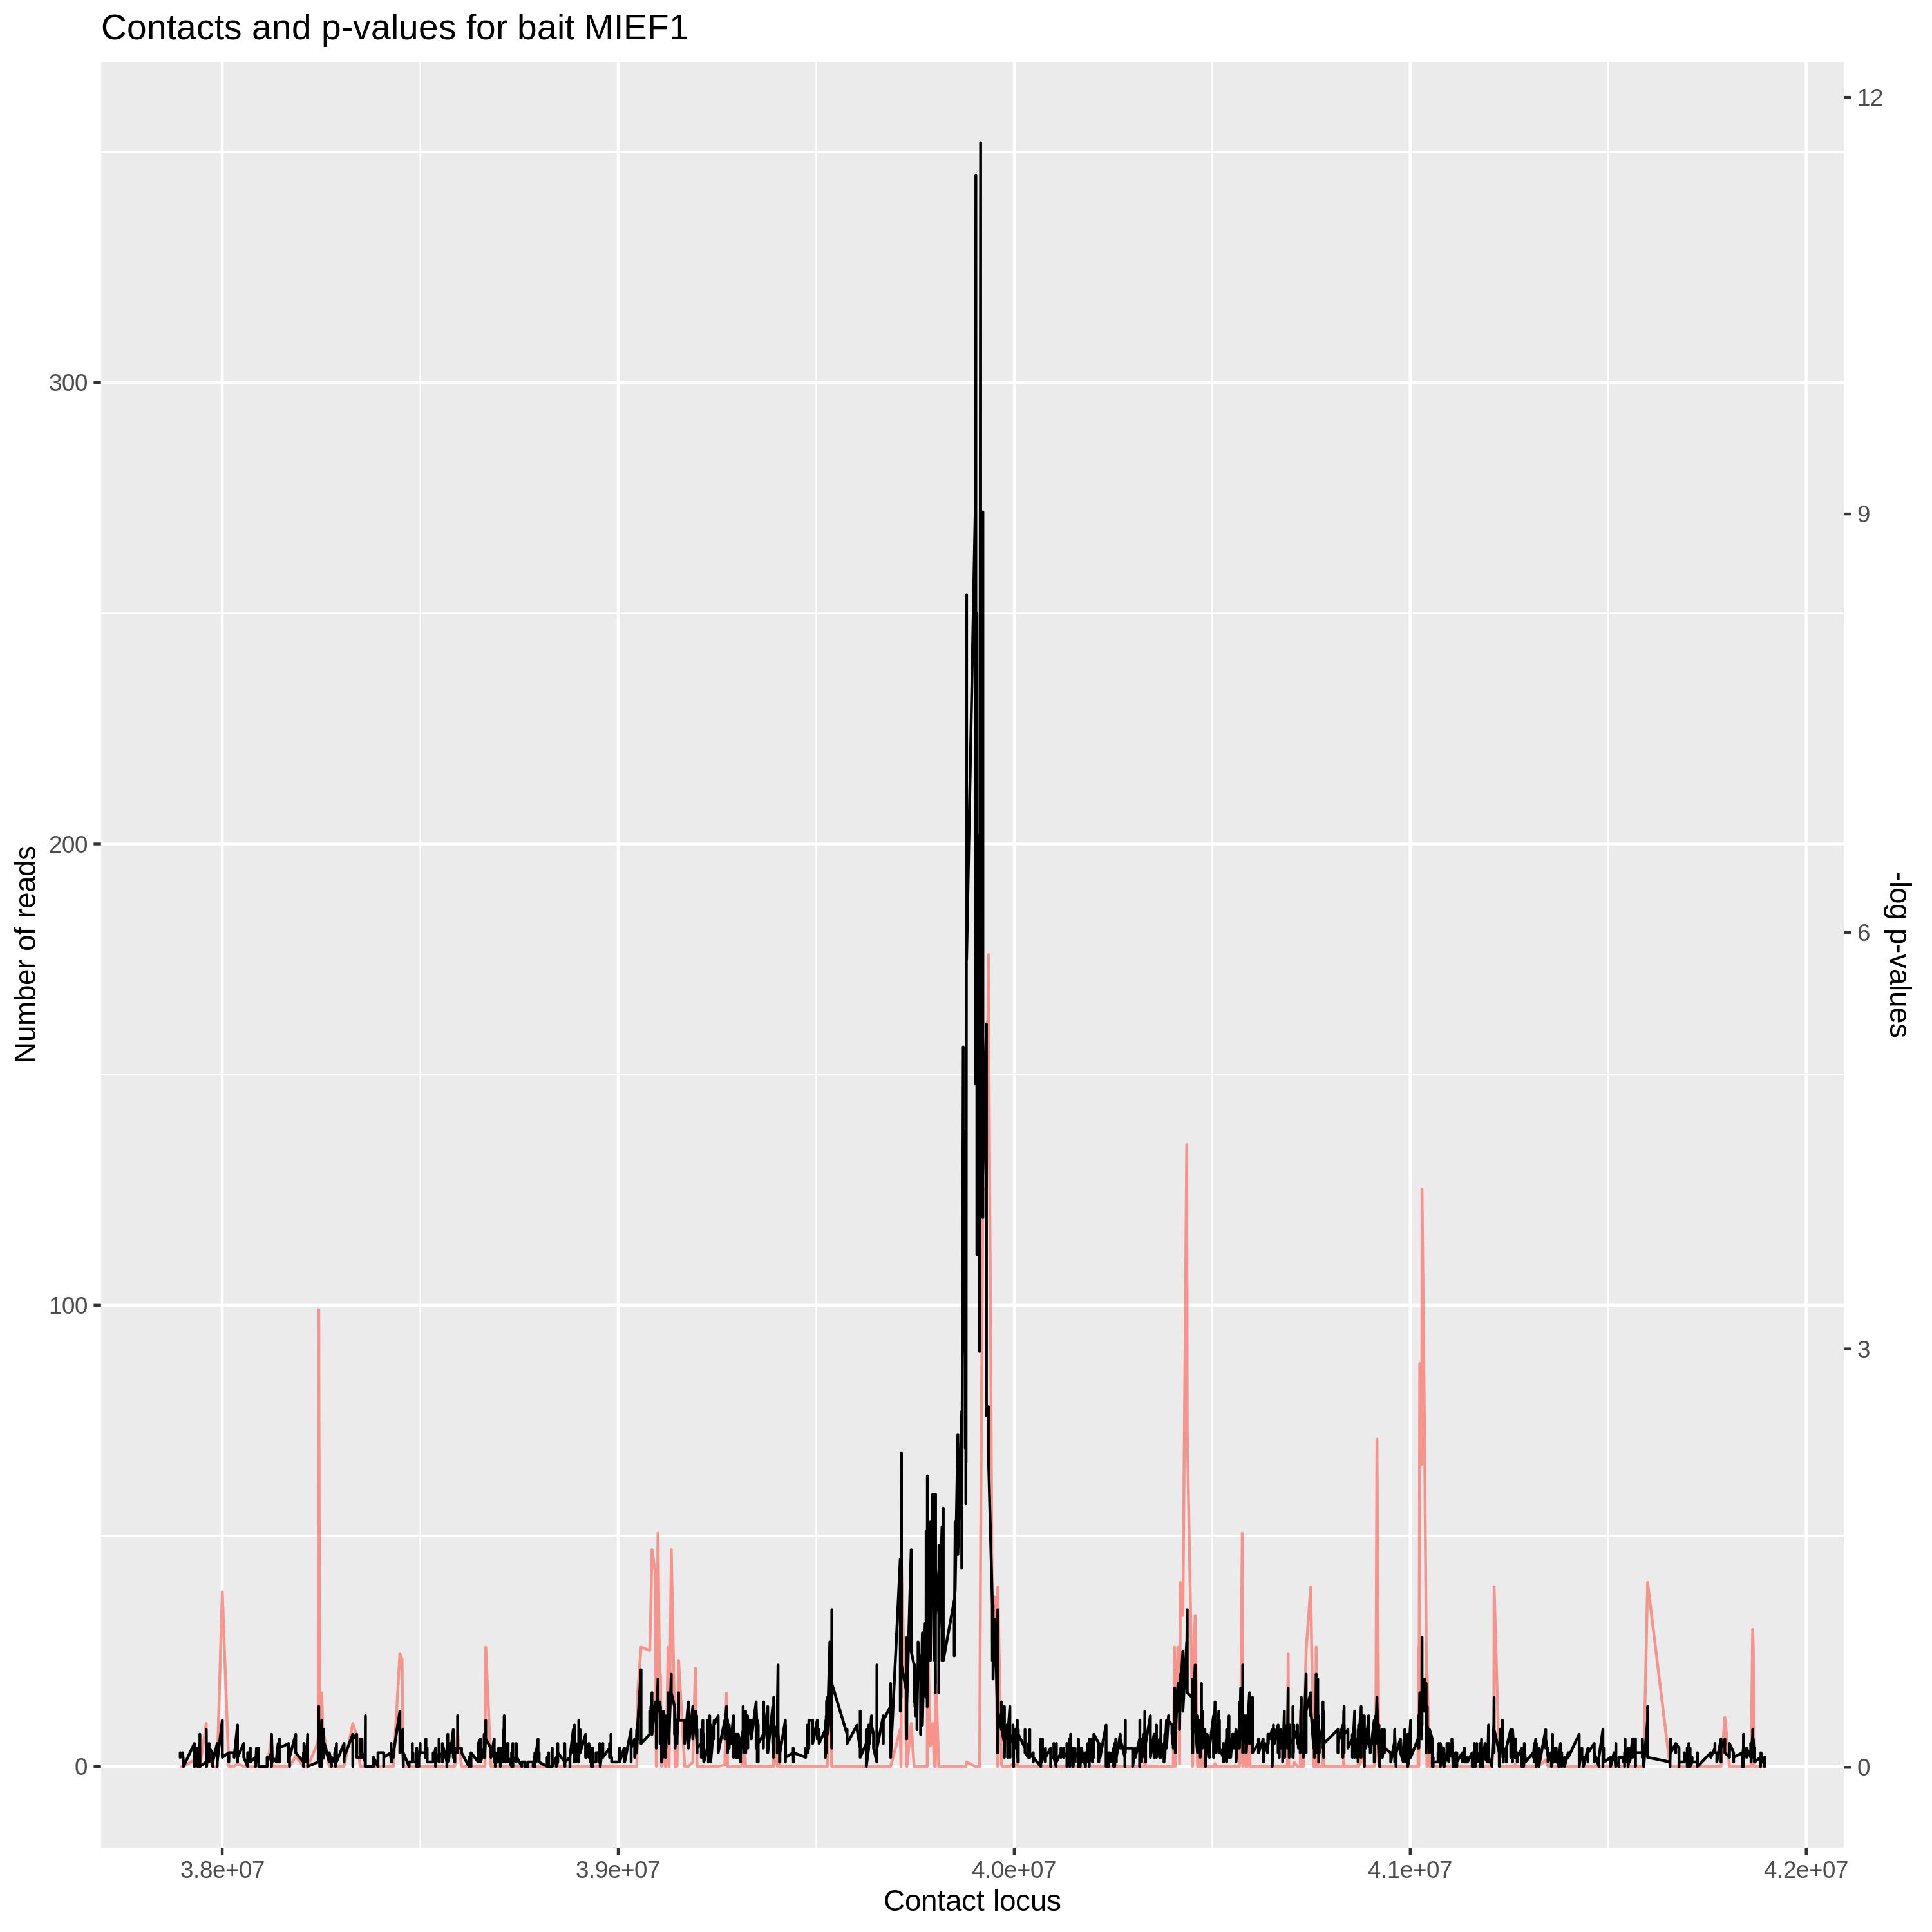 Contacts and p-values for bait MIEF1
12
9
6
3
0
-log p-values
300
200
100
0
Number of reads
3.8e+07
3.9e+07
4.0e+07
4.1e+07
4.2e+07
Contact locus